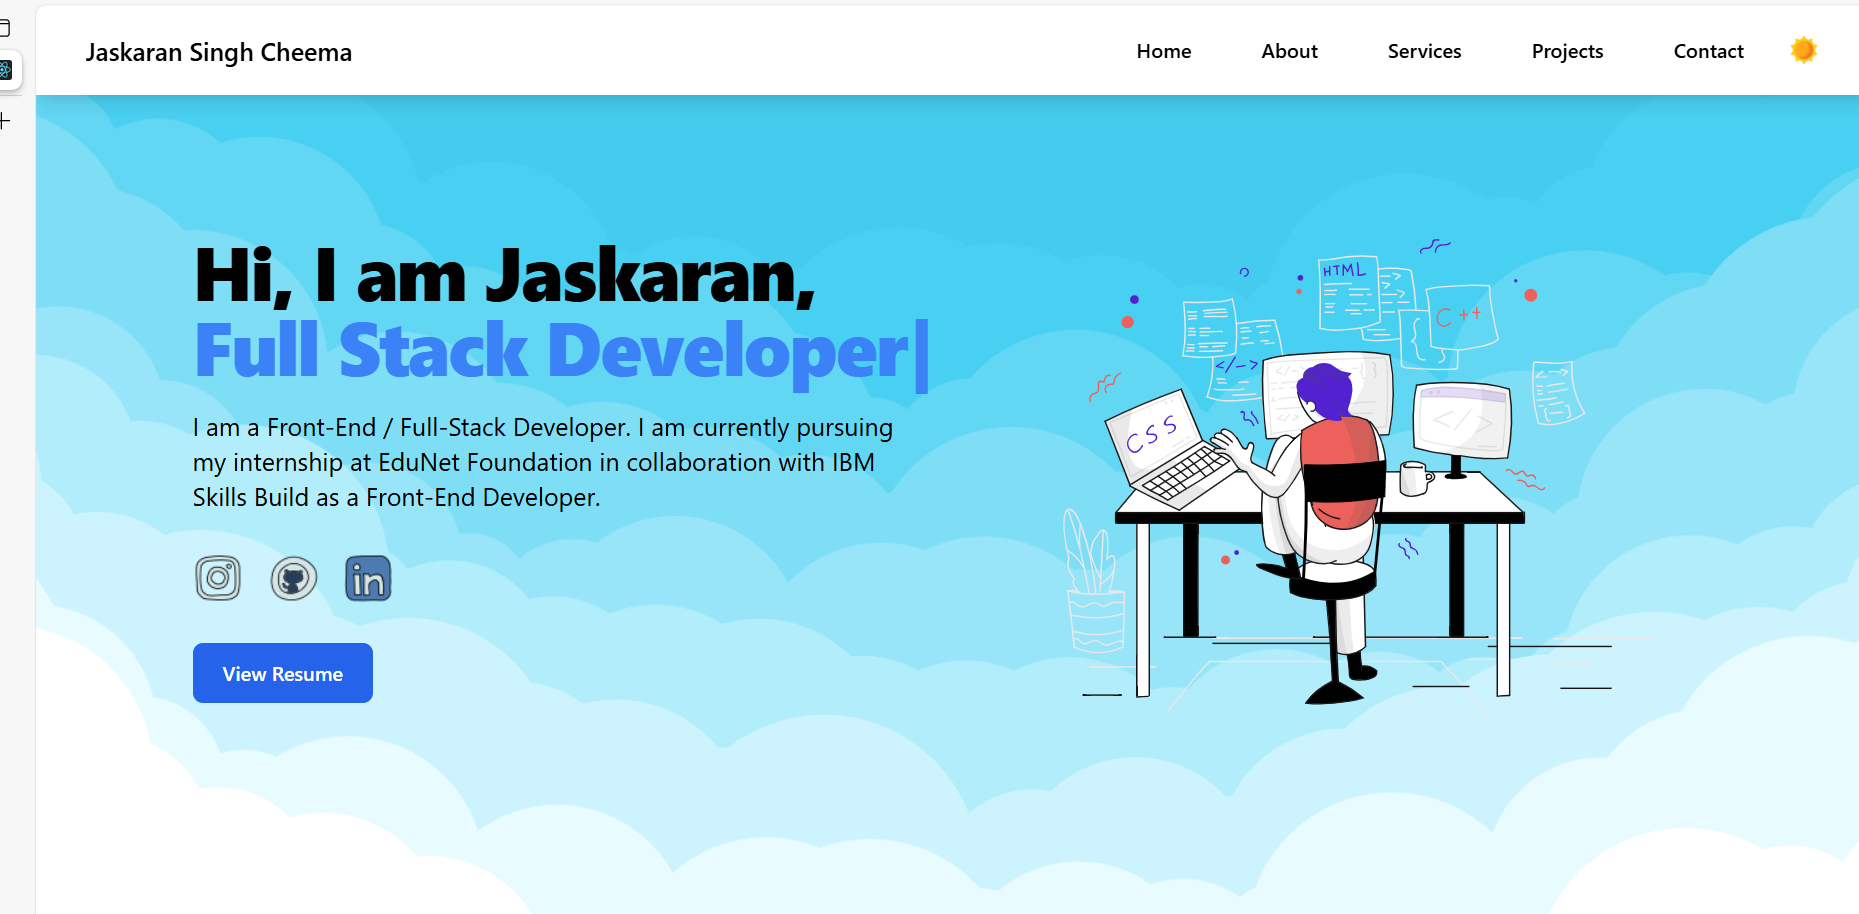 Jaskaran Singh Cheema
Home About Services Projects Contact
Hi, I am Jaskaran,
Full Stack Developer|
I am a Front-End / Full-Stack Developer. I am currently pursuing
my internship at EduNet Foundation in collaboration with IBM
Skills Build as a Front-End Developer.
in
View Resume
HTML
C ++
</-->
CSS
</>